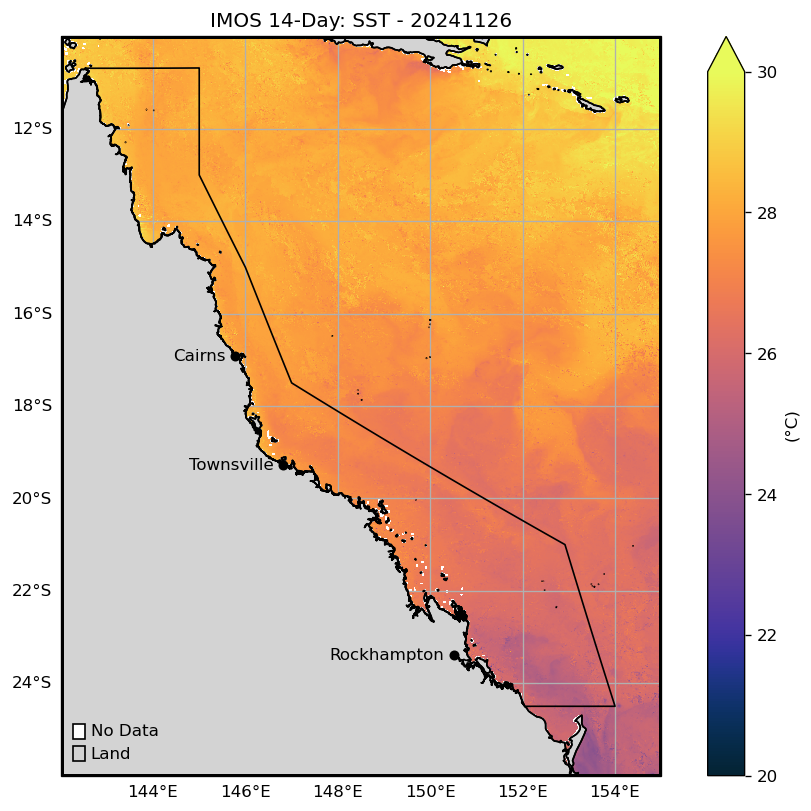 IMOS 14-Day: SST - 20241126
12°S
14°S
16°S
18°S
20°S
22°S
24°S
Cairns
Townsville
Rockhampton
No Data
Land
144°E 146°E 148°E 150°E 152°E 154°E
30
28
26
24
22
20
(°C)